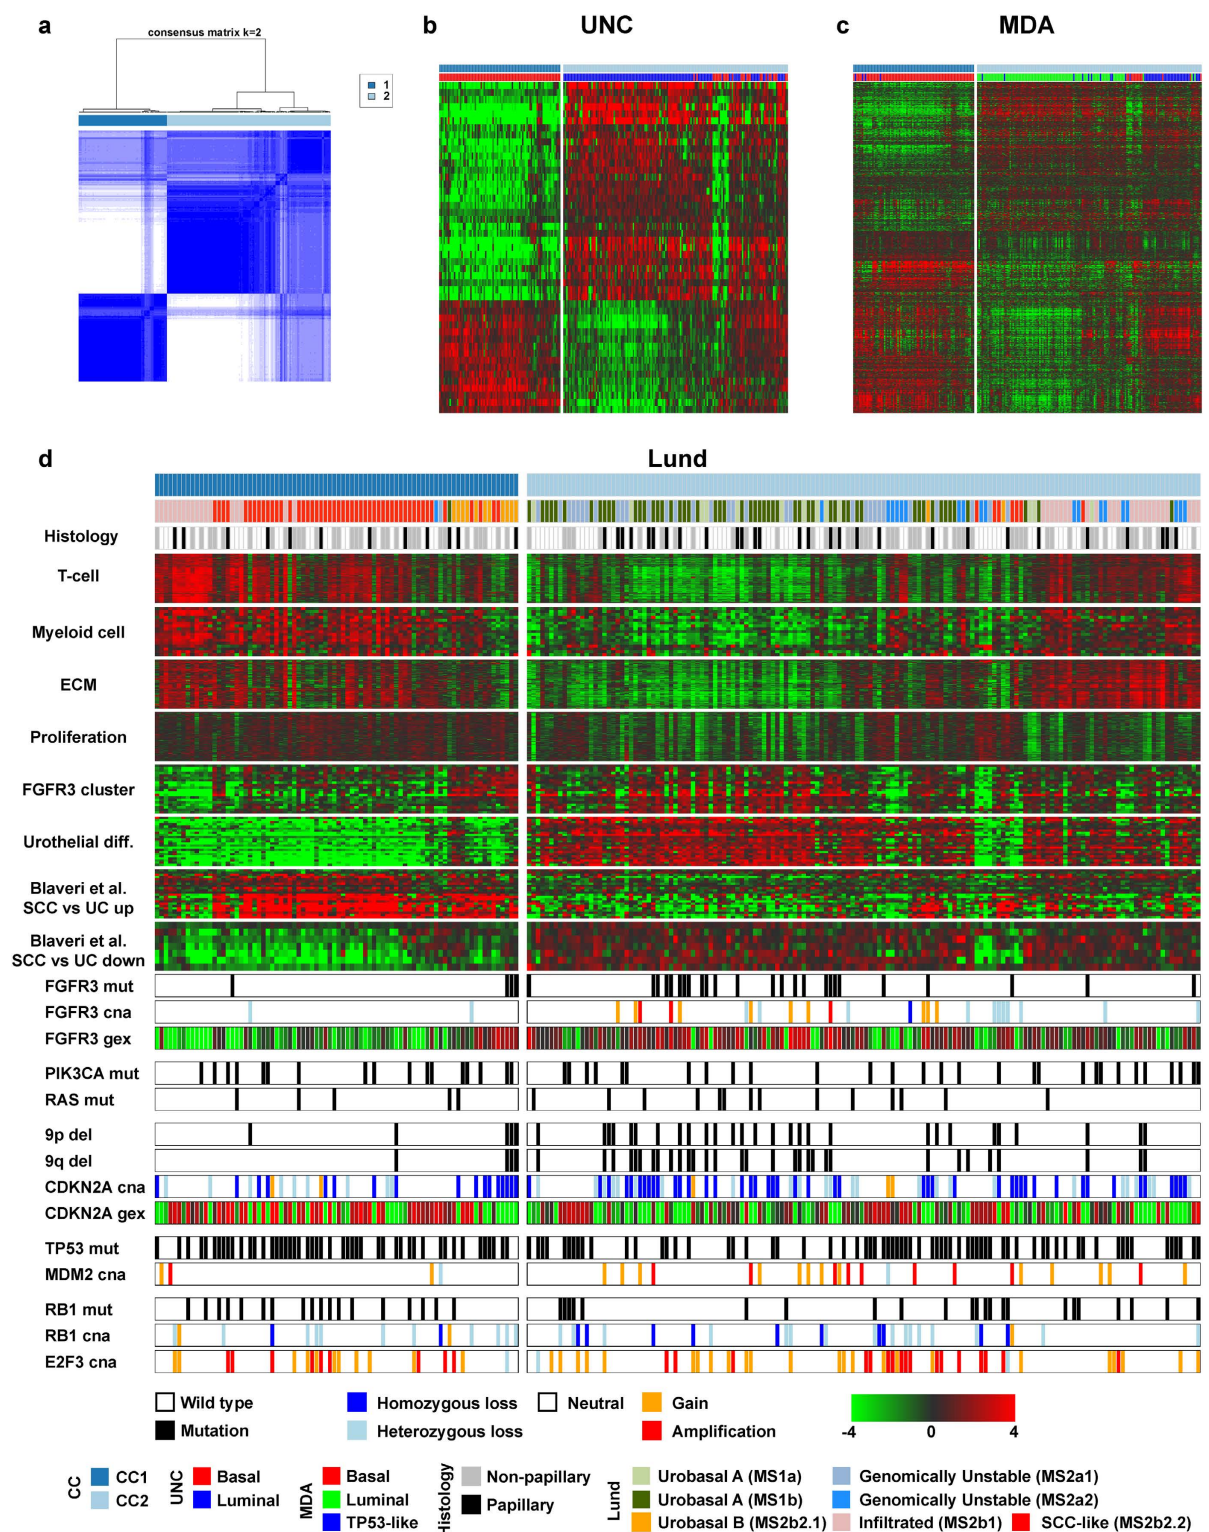 a
consensus matrix k=2
1
2
b
UNC
c
MDA
d
Lund
Histology
T-cell
Myeloid cell
ECM
Proliferation
FGFR3 cluster
Urothelial diff.
Blaveri et al.
SCC vs UC up
Blaveri et al.
SCC vs UC down
FGFR3 mut
FGFR3 cna
FGFR3 gex
PIK3CA mut
RAS mut
9p del
9q del
CDKN2A cna
CDKN2A gex
TP53 mut
MDM2 cna
RB1 mut
RB1 cna
E2F3 cna
Wild type
Mutation
Homozygous loss
Heterozygous loss
Neutral
Gain
Amplification
-4 0 4
CC
CC1
CC2
UNC
Basal
Luminal
MDA
Basal
Luminal
TP53-like
Histology
Non-papillary
Papillary
Lund
Urobasal A (MS1a)
Urobasal A (MS1b)
Urobasal B (MS2b2.1)
Genomically Unstable (MS2a1)
Genomically Unstable (MS2a2)
Infiltrated (MS2b1)
SCC-like (MS2b2.2)